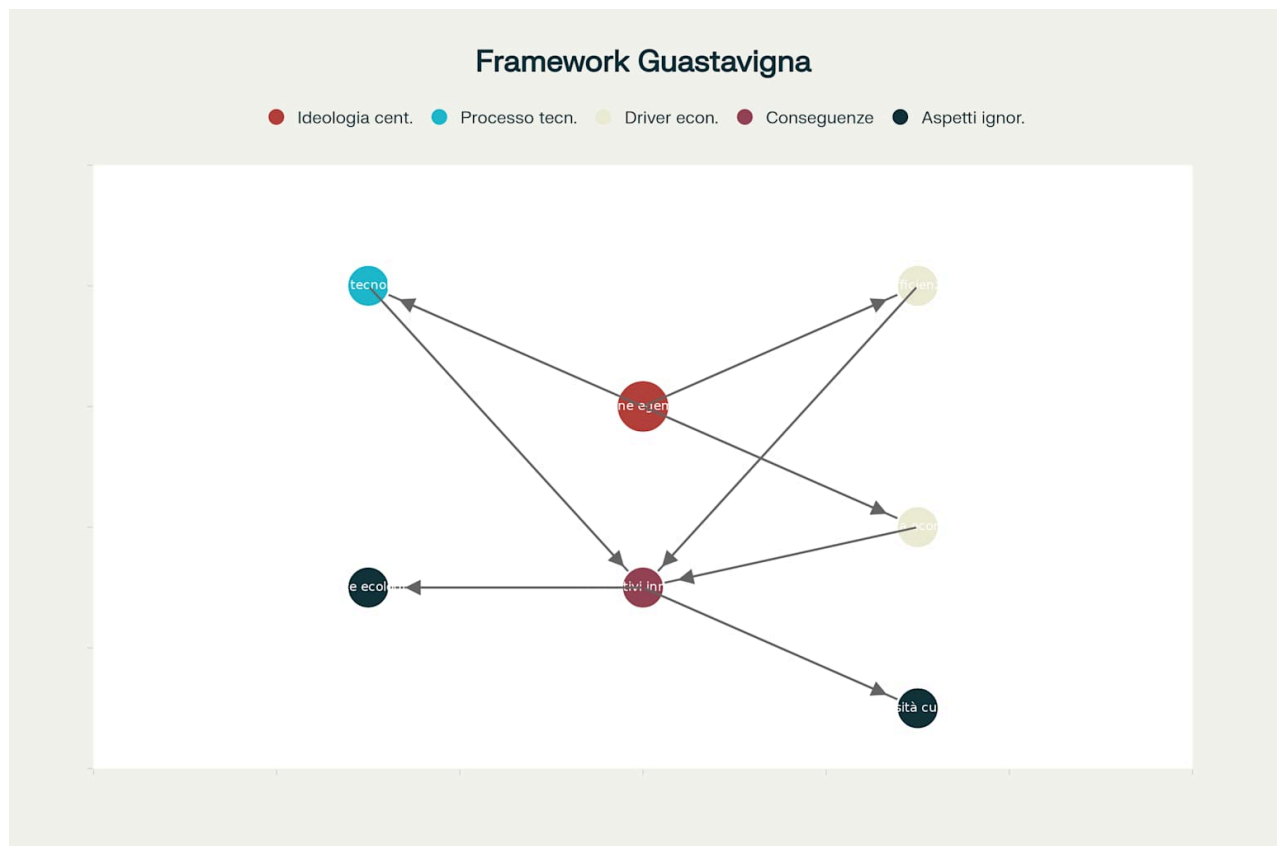 Framework Guastavigna
Ideologia cent. Processo tecn. Driver econ. Conseguenze Aspetti ignor.
tecno
ficien
ne egem
a econ
e ecolo
tivi inn
sità cu